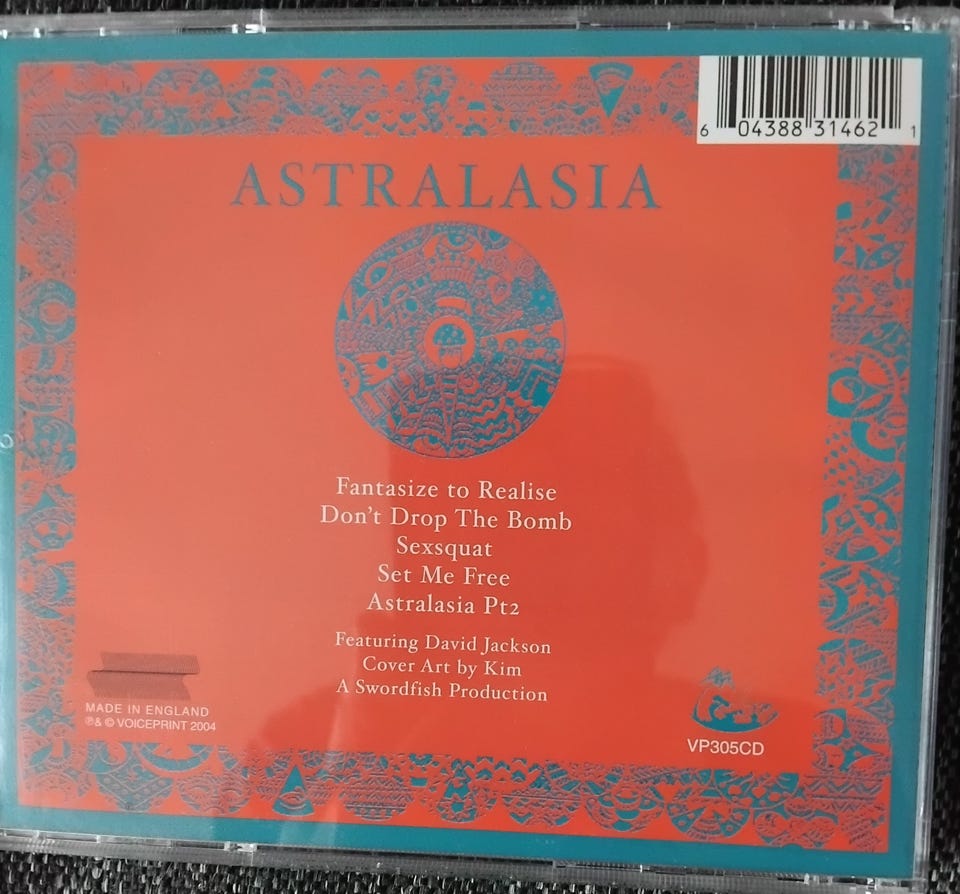 6 04388 31462 1
ASTRALASIA
Fantasize to Realise
Don't Drop The Bomb
Sexsquat
Set Me Free
Astralasia Pt2
Featuring David Jackson
Cover Art by Kim
A Swordfish Production
MADE IN ENGLAND
℗& © VOICEPRINT 2004
VP305CD